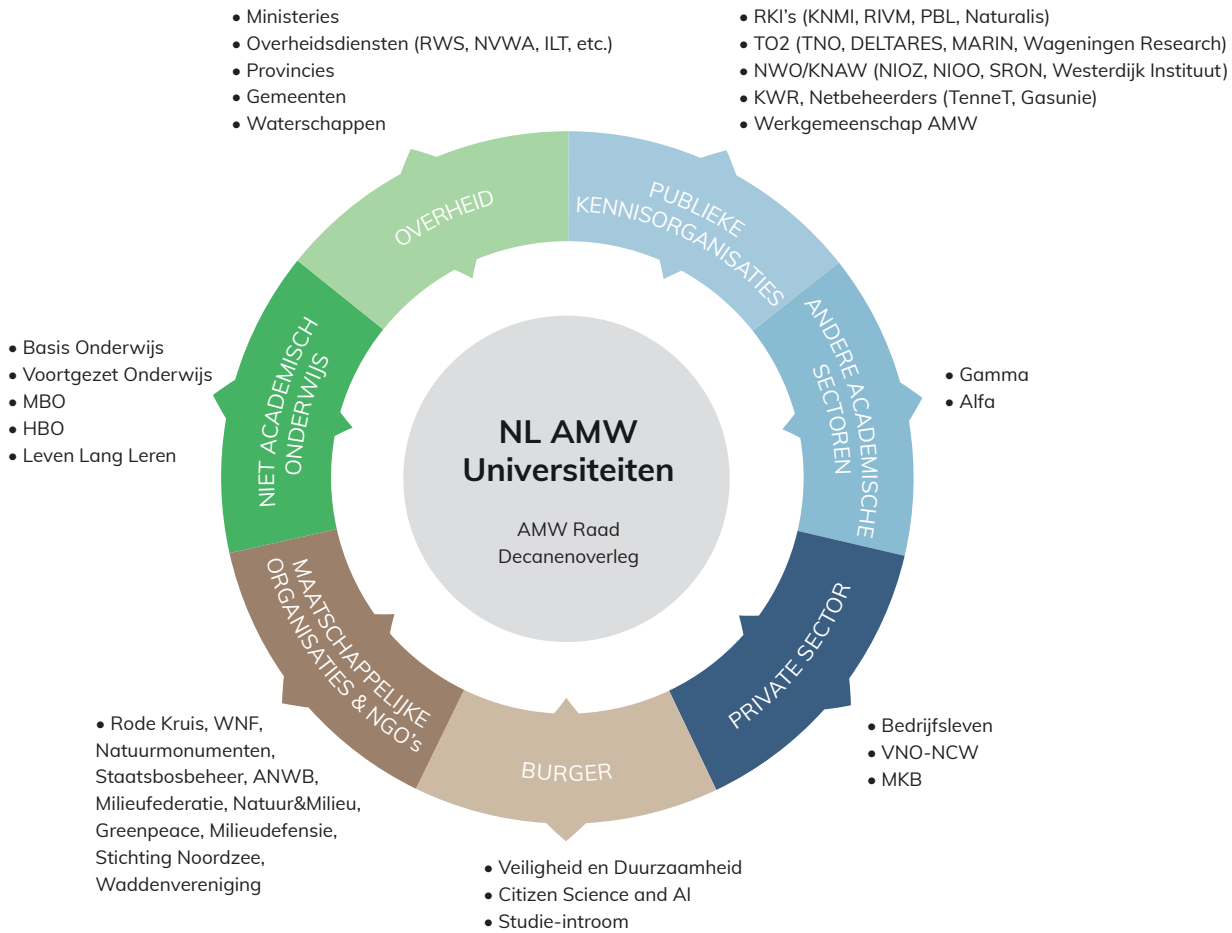 • Ministeries
• Overheidsdiensten (RWS, NVWA, ILT, etc.)
• Provincies
• Gemeenten
• Waterschappen
• RKI's (KNMI, RIVM, PBL, Naturalis)
• TO2 (TNO, DELTARES, MARIN, Wageningen Research)
• NWO/KNAW (NIOZ, NIOO, SRON, Westerdijk Instituut)
• KWR, Netbeheerders (TenneT, Gasunie)
• Werkgemeenschap AMW
OVERHEID
PUBLIEKE
KENNISORGANISATIES
NIET ACADEMISCH
ONDERWIJS
ANDERE ACADEMISCHE
SECTOREN
• Basis Onderwijs
• Voortgezet Onderwijs
• MBO
• HBO
• Leven Lang Leren
NL AMW
Universiteiten
AMW Raad
Decanenoverleg
• Gamma
• Alfa
MAATSCHAPPELIJKE
ORGANISATIES & NGO's
BURGER
PRIVATE SECTOR
• Rode Kruis, WNF,
Natuurmonumenten,
Staatsbosbeheer, ANWB,
Milieufederatie, Natuur&Milieu,
Greenpeace, Milieudefensie,
Stichting Noordzee,
Waddenvereniging
• Veiligheid en Duurzaamheid
• Citizen Science and AI
• Studie-introom
• Bedrijfsleven
• VNO-NCW
• MKB